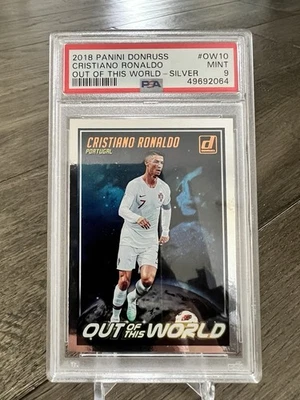 2018 PANINI DONRUSS #OW10
CRISTIANO RONALDO MINT
OUT OF THIS WORLD - SILVER 9
PSA 49692064
CRISTIANO RONALDO
PORTUGAL
d
7
OUT OF THIS WORLD